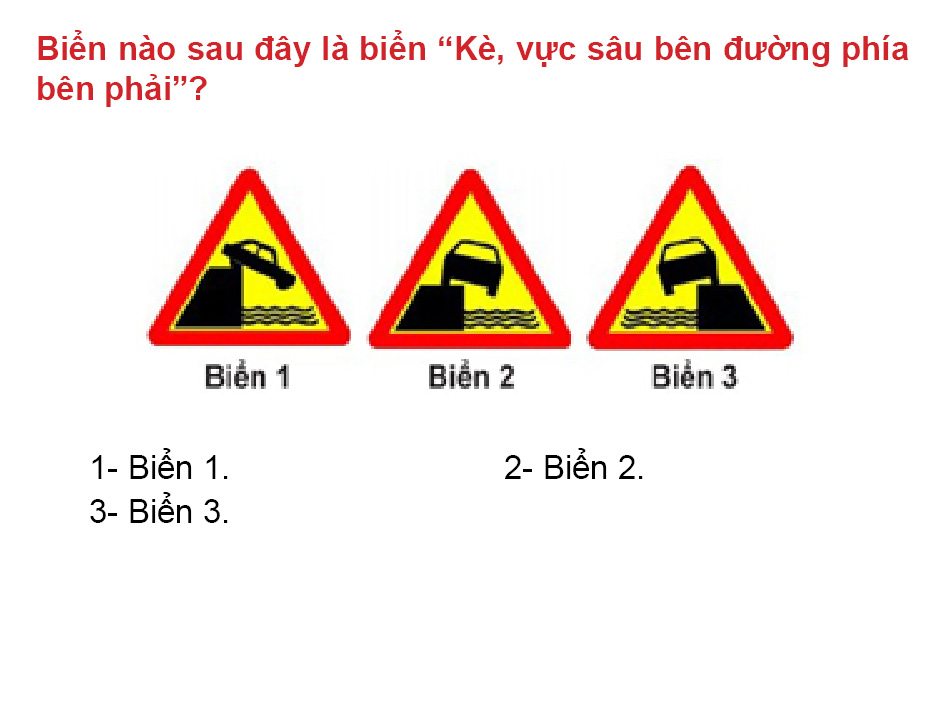 Biển nào sau đây là biển “Kè, vực sâu bên đường phía
bên phải”?
Biển 1
Biển 2
Biển 3
1- Biển 1.
2- Biển 2.
3- Biển 3.